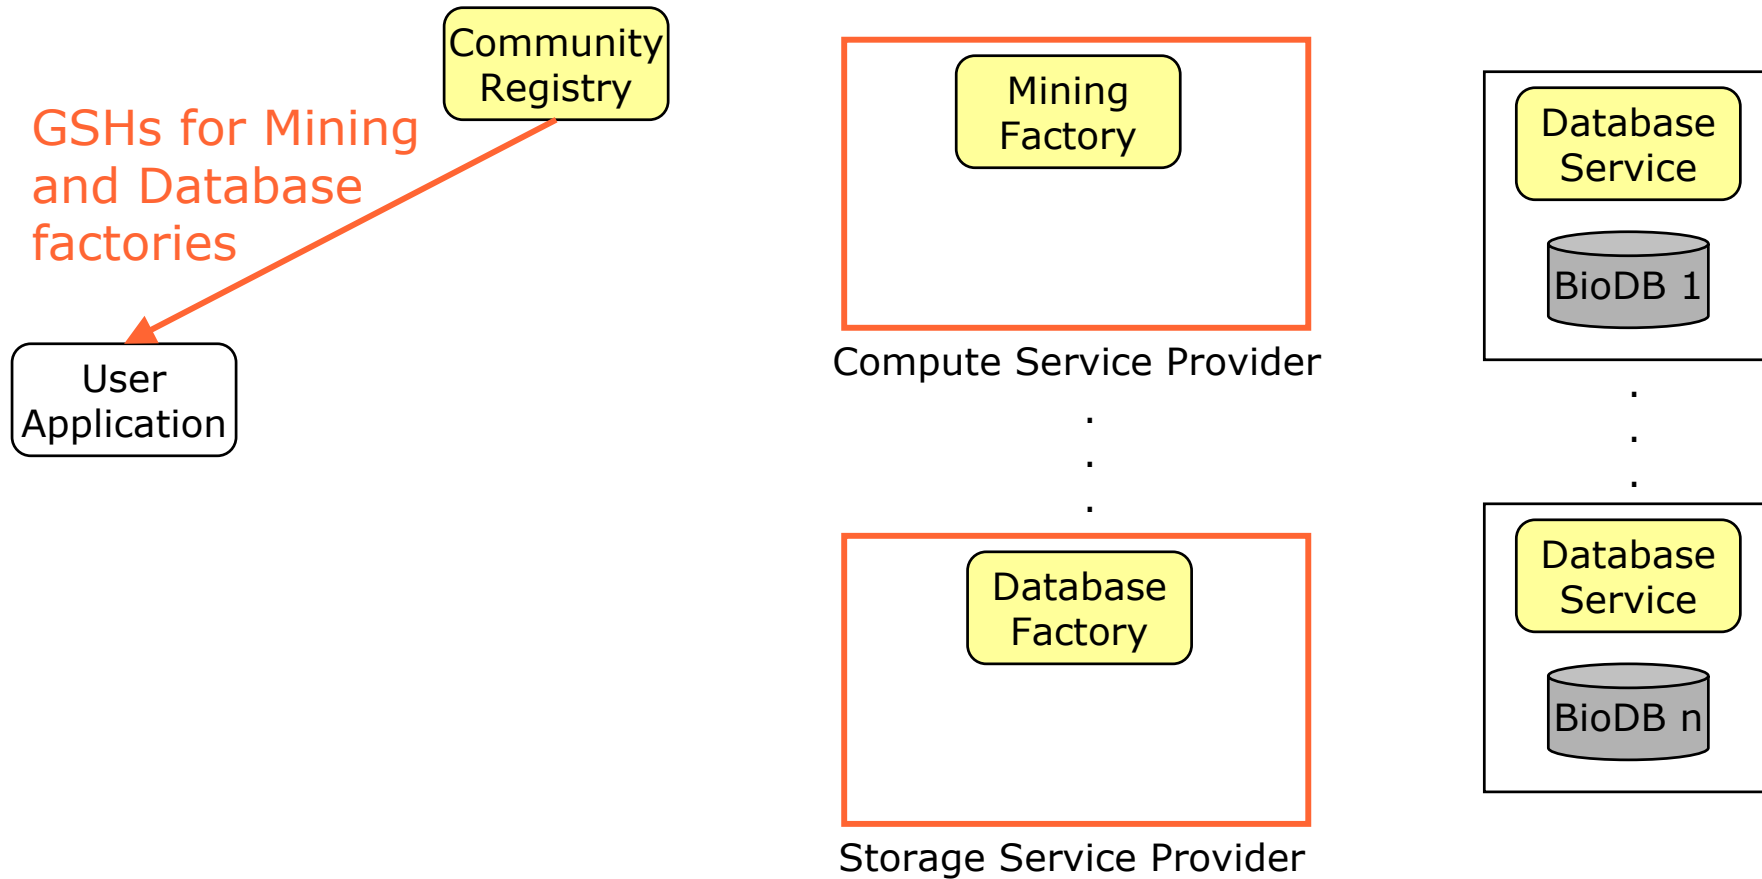 Community
Registry
GSHs for Mining
and Database
factories
User
Application
Mining
Factory
Compute Service Provider
.
.
.
Database
Factory
Storage Service Provider
Database
Service
BioDB 1
.
.
.
Database
Service
BioDB n